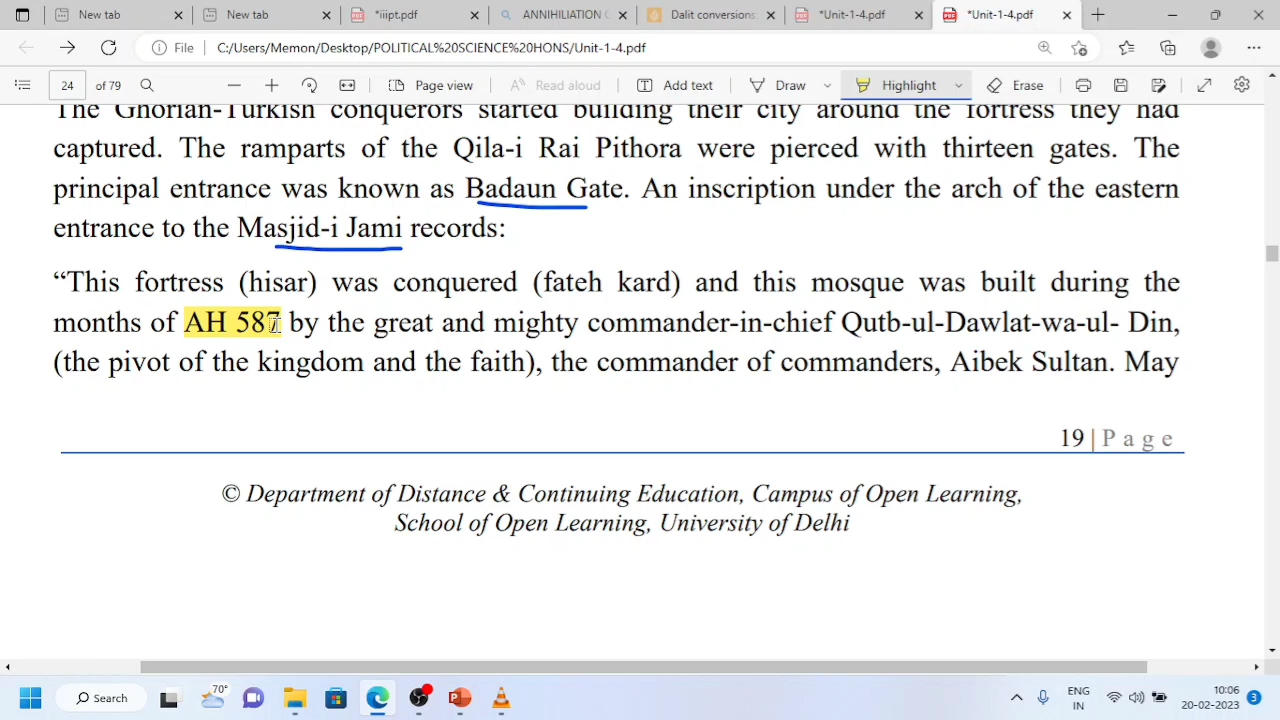 New tab
New tab
*iiipt.pdf
ANNIHILIATION
Dalit conversions
*Unit-1-4.pdf
*Unit-1-4.pdf
File
C:/Users/Memon/Desktop/POLITICAL%20SCIENCE%20HONS/Unit-1-4.pdf
24 of 79
Page view
Read aloud
Add text
Draw
Highlight
Erase
The Ghorian-Turkish conquerors started building their city around the fortress they had
captured. The ramparts of the Qila-i Rai Pithora were pierced with thirteen gates. The
principal entrance was known as Badaun Gate. An inscription under the arch of the eastern
entrance to the Masjid-i Jami records:
“This fortress (hisar) was conquered (fateh kard) and this mosque was built during the
months of AH 587 by the great and mighty commander-in-chief Qutb-ul-Dawlat-wa-ul- Din,
(the pivot of the kingdom and the faith), the commander of commanders, Aibek Sultan. May
19 | P a g e
© Department of Distance & Continuing Education, Campus of Open Learning,
School of Open Learning, University of Delhi
70°
Search
ENG
IN
10:06
20-02-2023
3